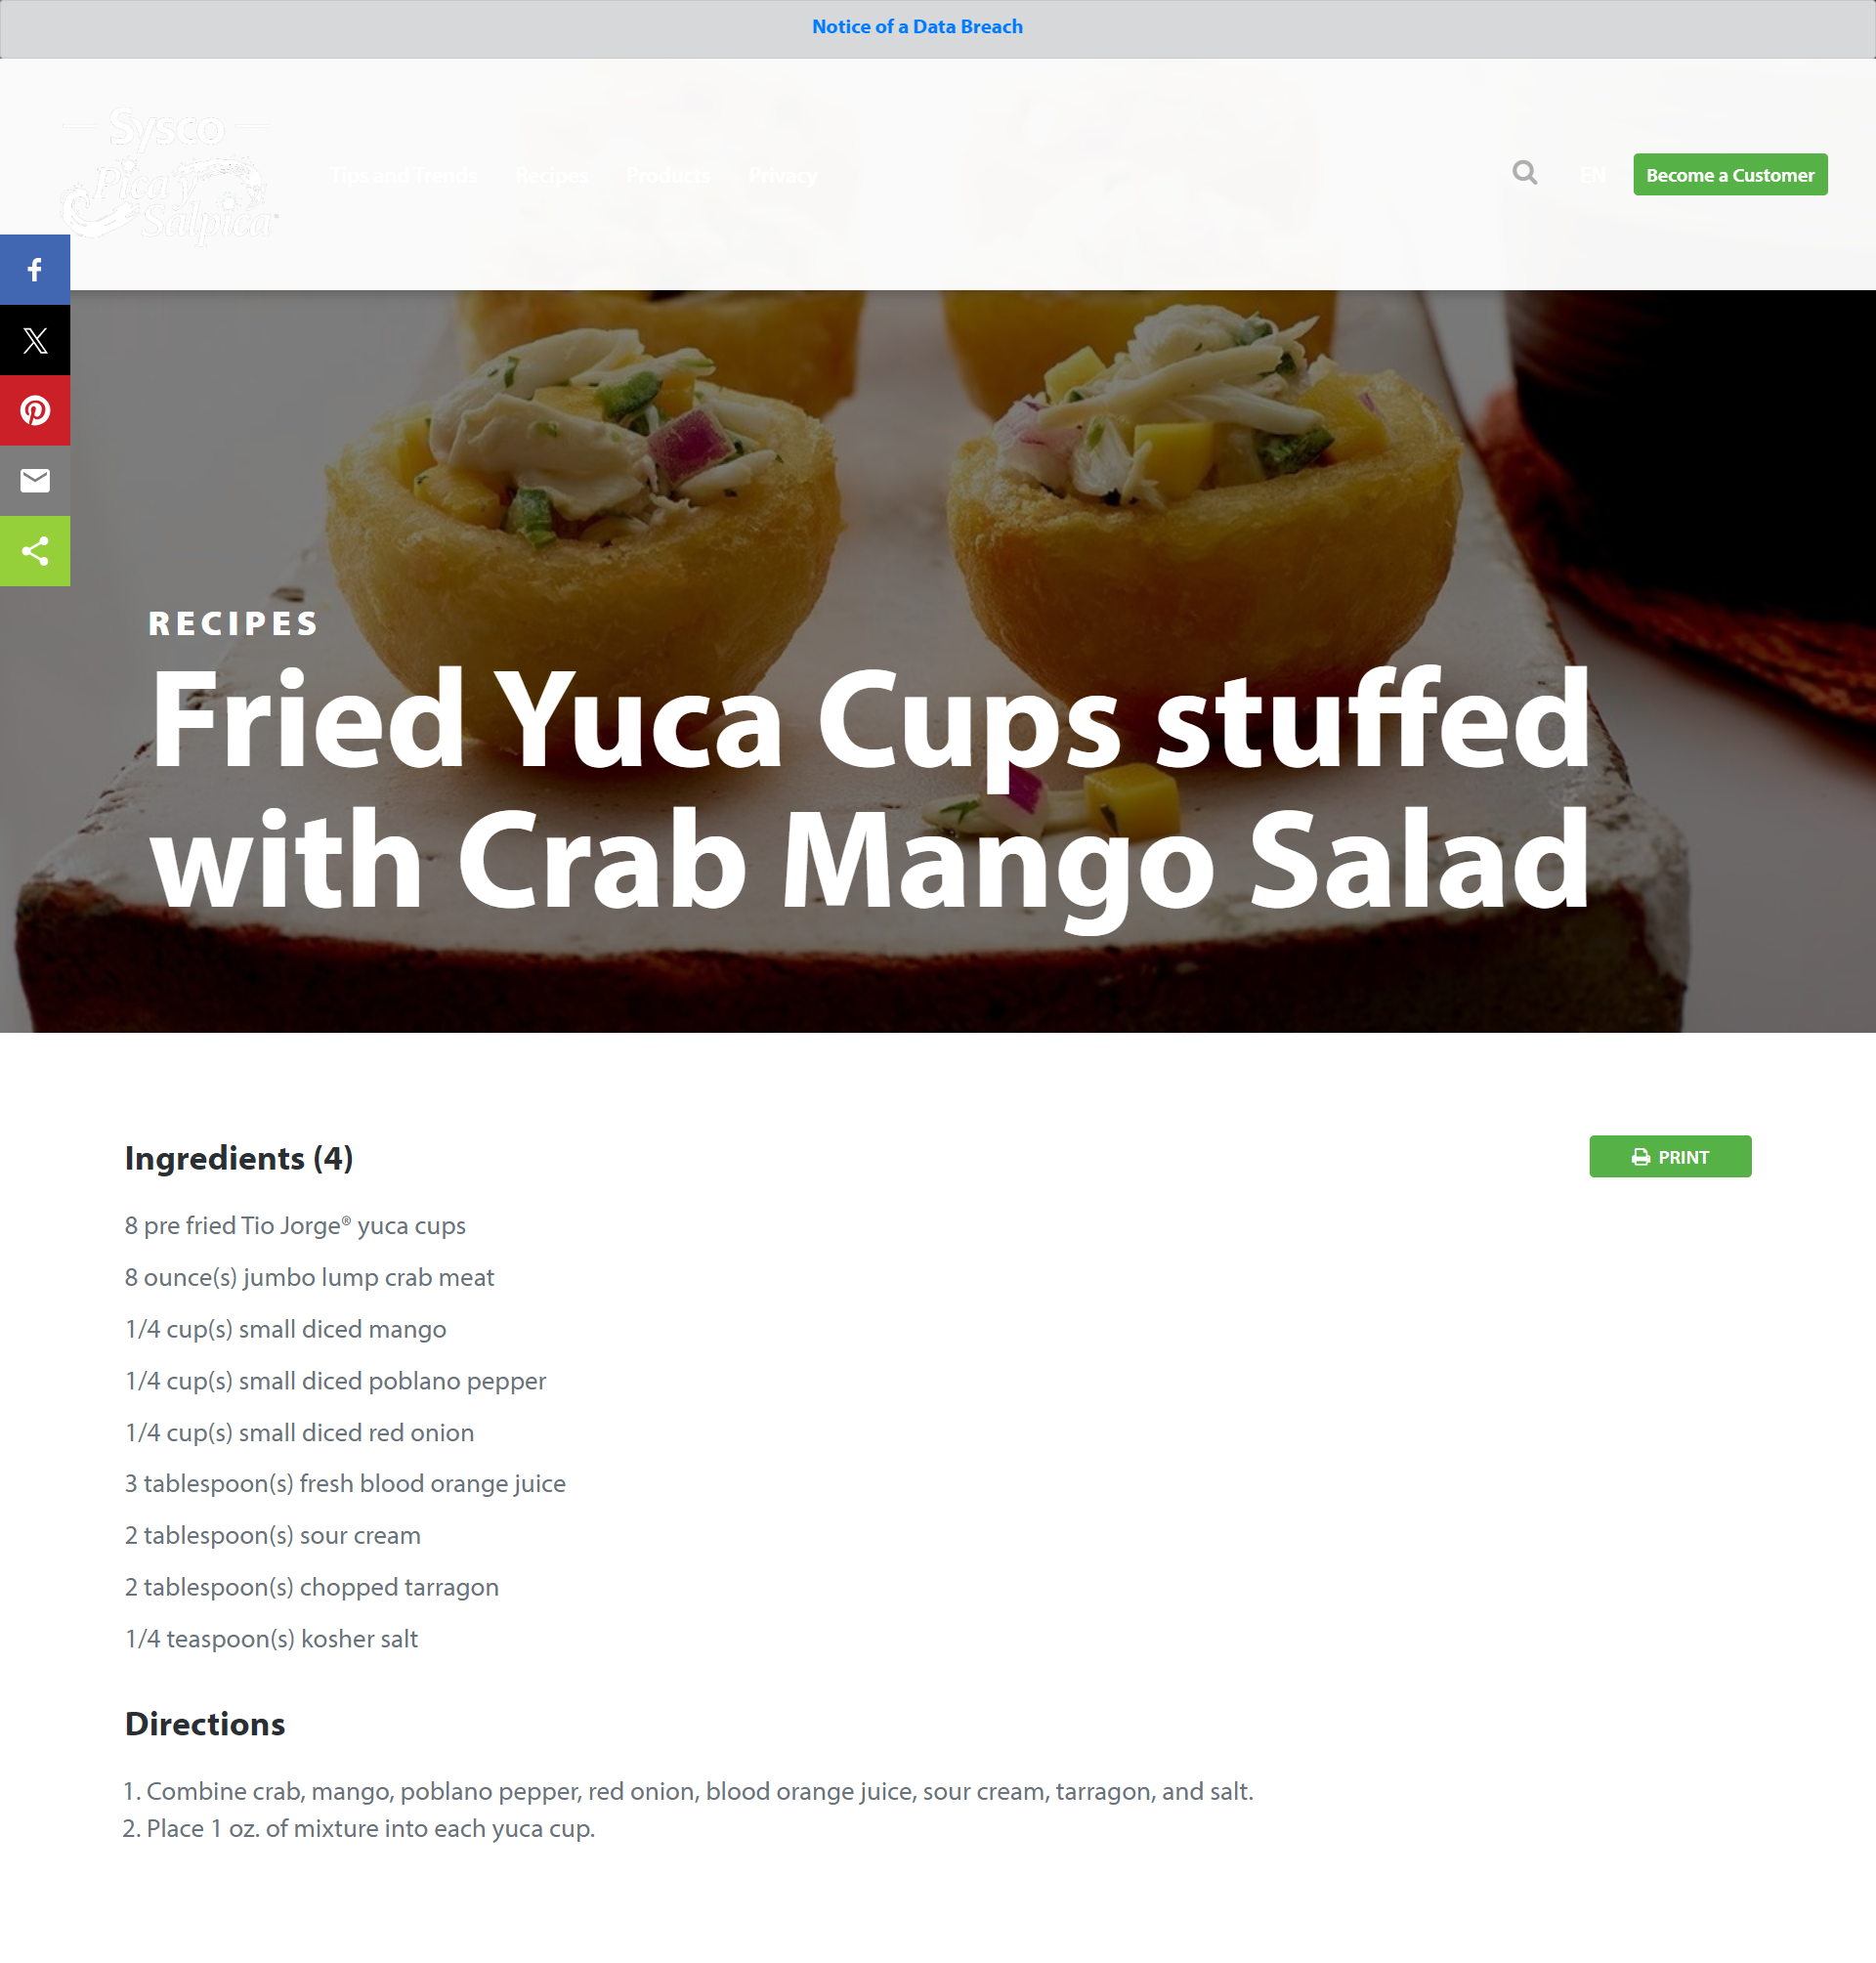 Notice of a Data Breach
Sysco
Pica y
Salpica
Tips and Trends Recipes Products Privacy
EN
Become a Customer
RECIPES
Fried Yuca Cups stuffed
with Crab Mango Salad
Ingredients (4)
PRINT
8 pre fried Tio Jorge® yuca cups
8 ounce(s) jumbo lump crab meat
1/4 cup(s) small diced mango
1/4 cup(s) small diced poblano pepper
1/4 cup(s) small diced red onion
3 tablespoon(s) fresh blood orange juice
2 tablespoon(s) sour cream
2 tablespoon(s) chopped tarragon
1/4 teaspoon(s) kosher salt
Directions
1. Combine crab, mango, poblano pepper, red onion, blood orange juice, sour cream, tarragon, and salt.
2. Place 1 oz. of mixture into each yuca cup.